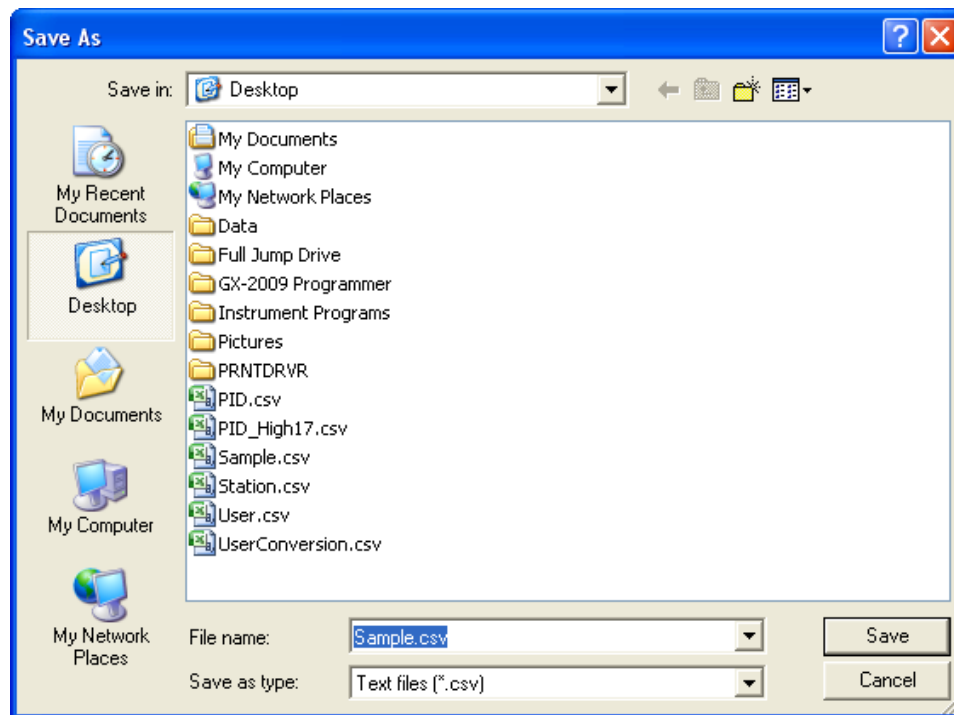 Save As
Save in:
Desktop
My Recent
Documents
Desktop
My Documents
My Computer
My Network
Places
My Documents
My Computer
My Network Places
Data
Full Jump Drive
GX-2009 Programmer
Instrument Programs
Pictures
PRNTDRVR
PID.csv
PID_High17.csv
Sample.csv
Station.csv
User.csv
UserConversion.csv
File name:
Sample.csv
Save
Save as type:
Text files (*.csv)
Cancel